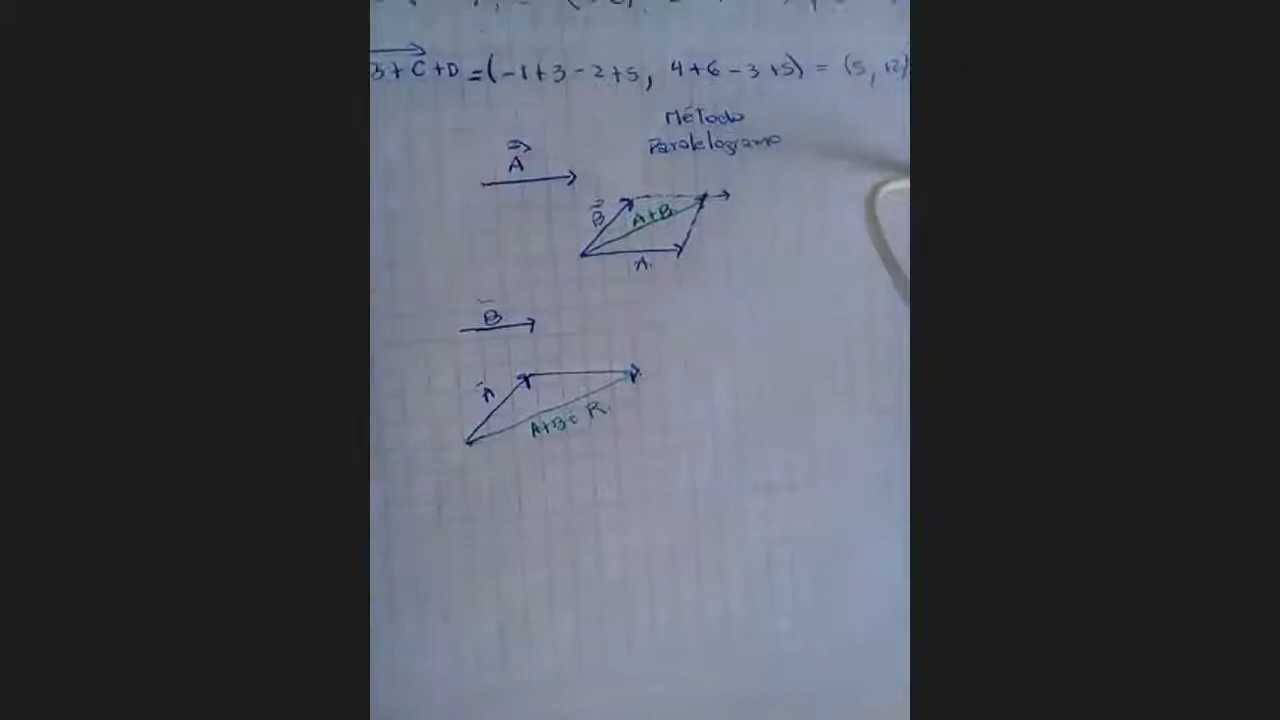 B+C+D=(-1+3-2+5, 4+6-3+5) = (5, 12)
Método
Paralelogramo
A
B
A+B
A.
B
A
A+B= R.